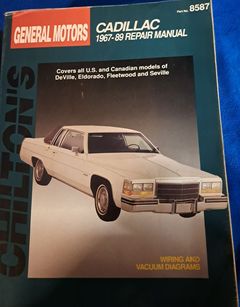 Part No. 8587
GENERAL MOTORS
CADILLAC
1967-89 REPAIR MANUAL
Covers all U.S. and Canadian models of
DeVille, Eldorado, Fleetwood and Seville
CHILTON'S
WIRING AND
VACUUM DIAGRAMS